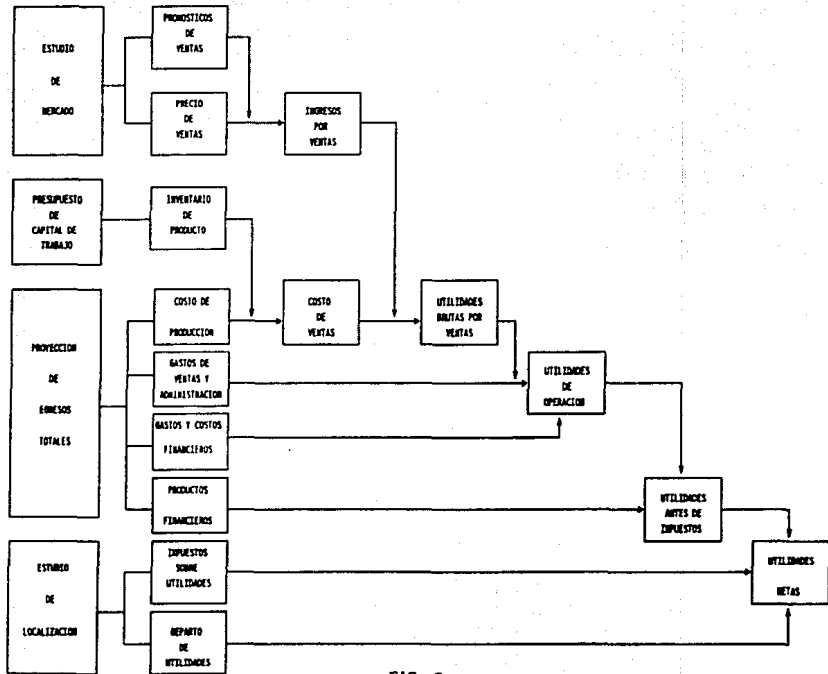 ESTUDIO
DE
MERCADO
PRONOSTICOS
DE
VENTAS
PRECIO
DE
VENTAS
INGRESOS
POR
VENTAS
PRESUPUESTO
DE
CAPITAL DE
TRABAJO
INVENTARIO
DE
PRODUCTO
PROYECCION
DE
EGRESOS
TOTALES
COSTO DE
PRODUCCION
COSTO
DE
VENTAS
UTILIDADES
BRUTAS POR
VENTAS
GASTOS DE
VENTAS Y
ADMINISTRACION
UTILIDADES
DE
OPERACION
GASTOS Y COSTOS
FINANCIEROS
PRODUCTOS
FINANCIEROS
UTILIDADES
ANTES DE
IMPUESTOS
ESTUDIO
DE
LOCALIZACION
IMPUESTOS
SOBRE
UTILIDADES
UTILIDADES
NETAS
REPARTO
DE
UTILIDADES
FIG.